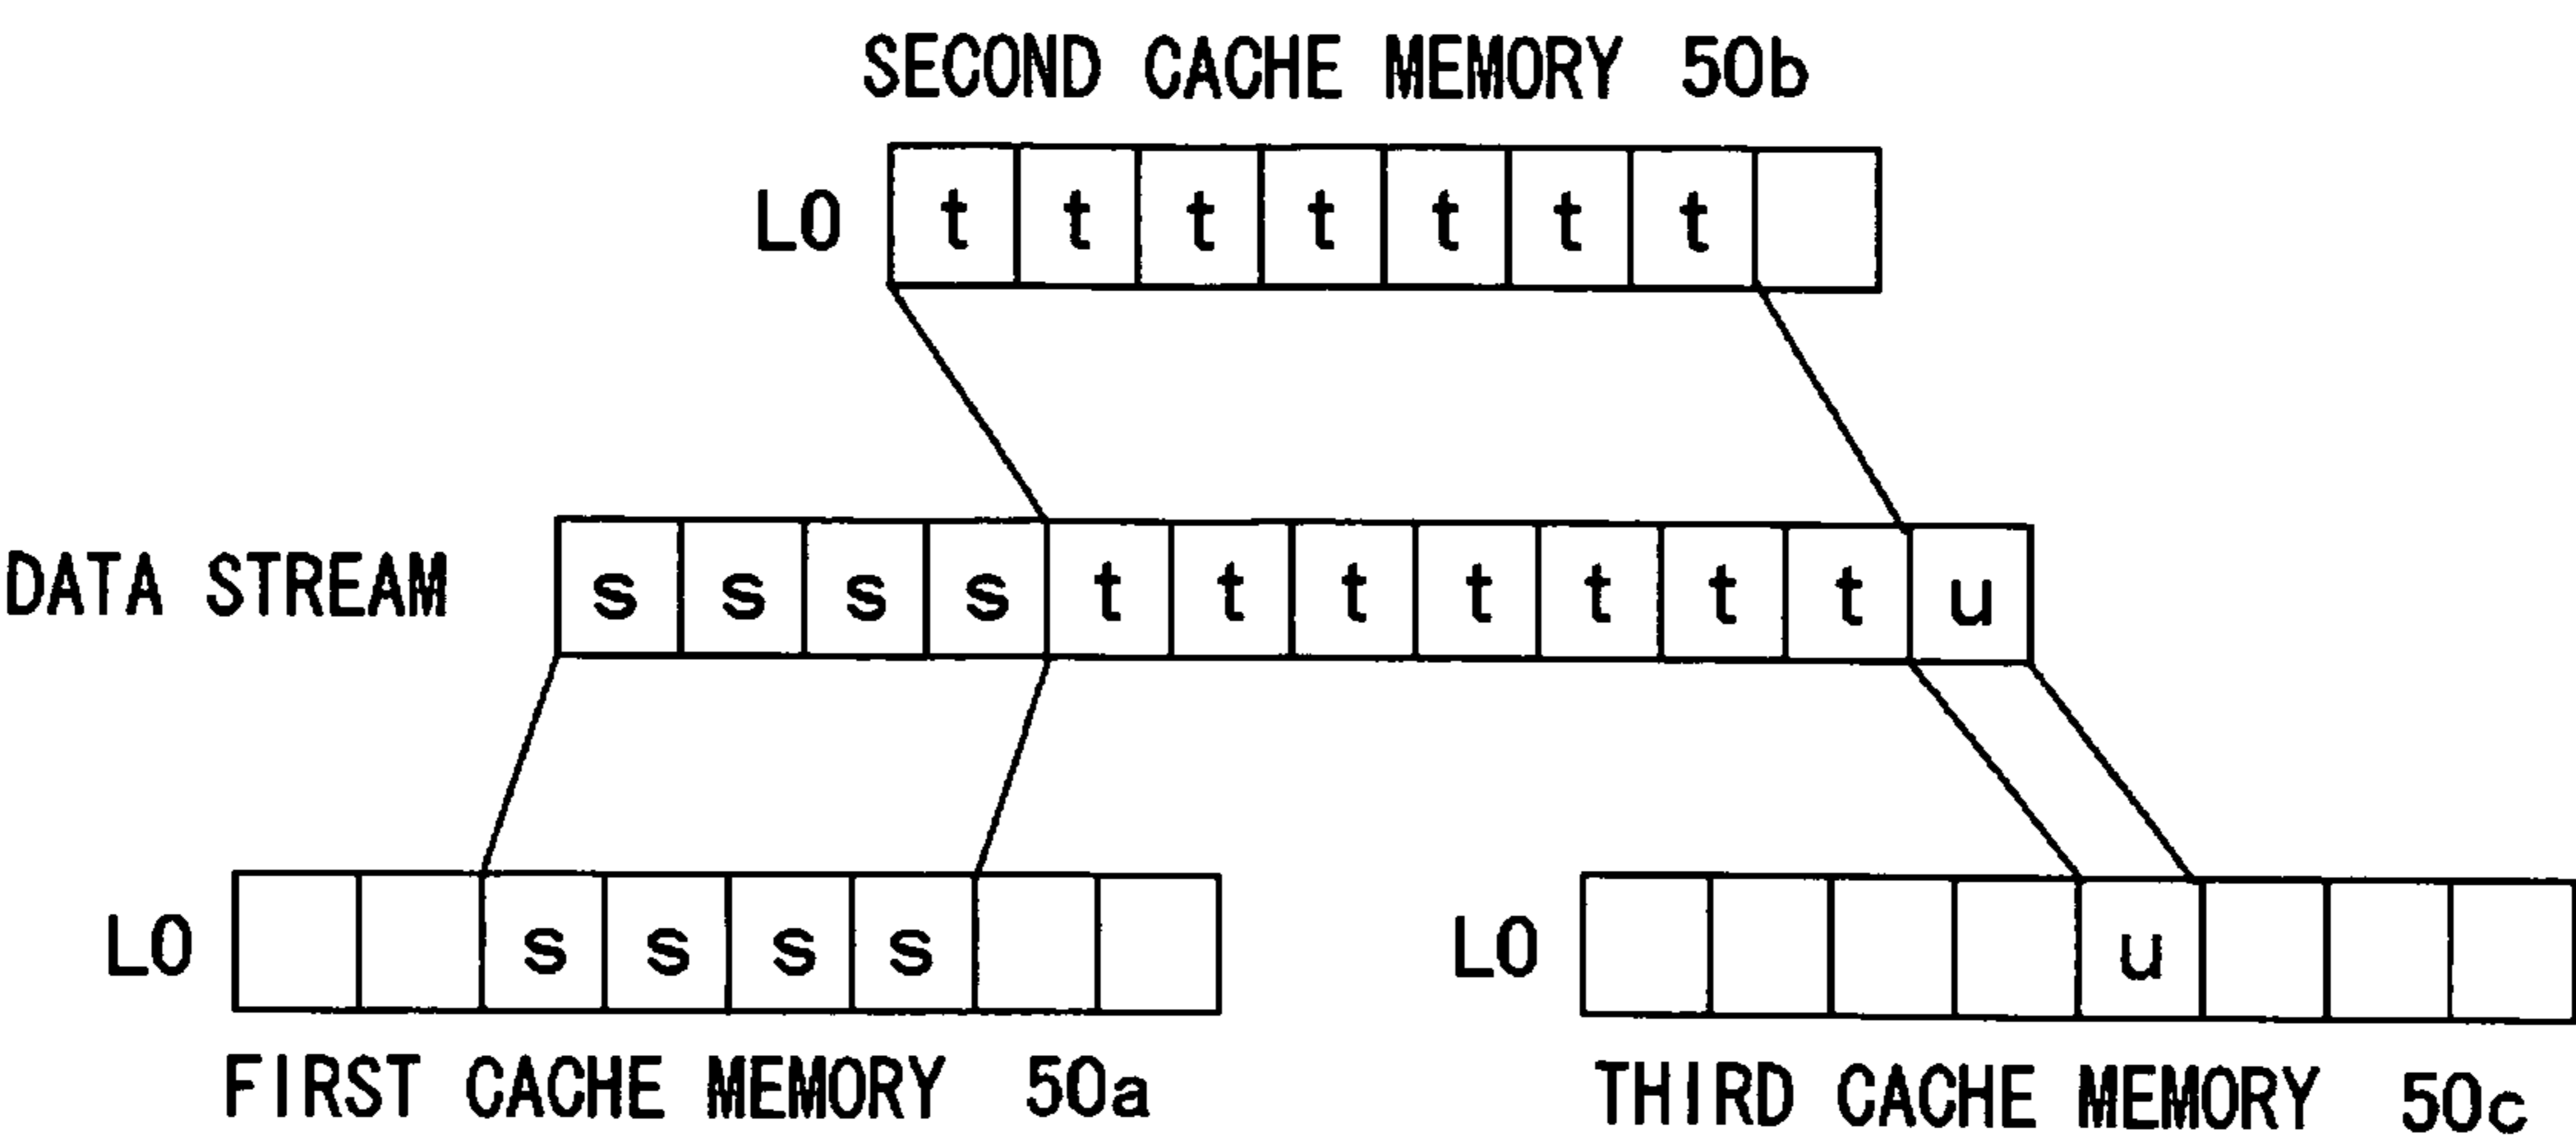 SECOND CACHE MEMORY 50b
L0 t t t t t t t
DATA STREAM s s s s t t t t t t t u
L0 s s s s
L0 u
FIRST CACHE MEMORY 50a
THIRD CACHE MEMORY 50c